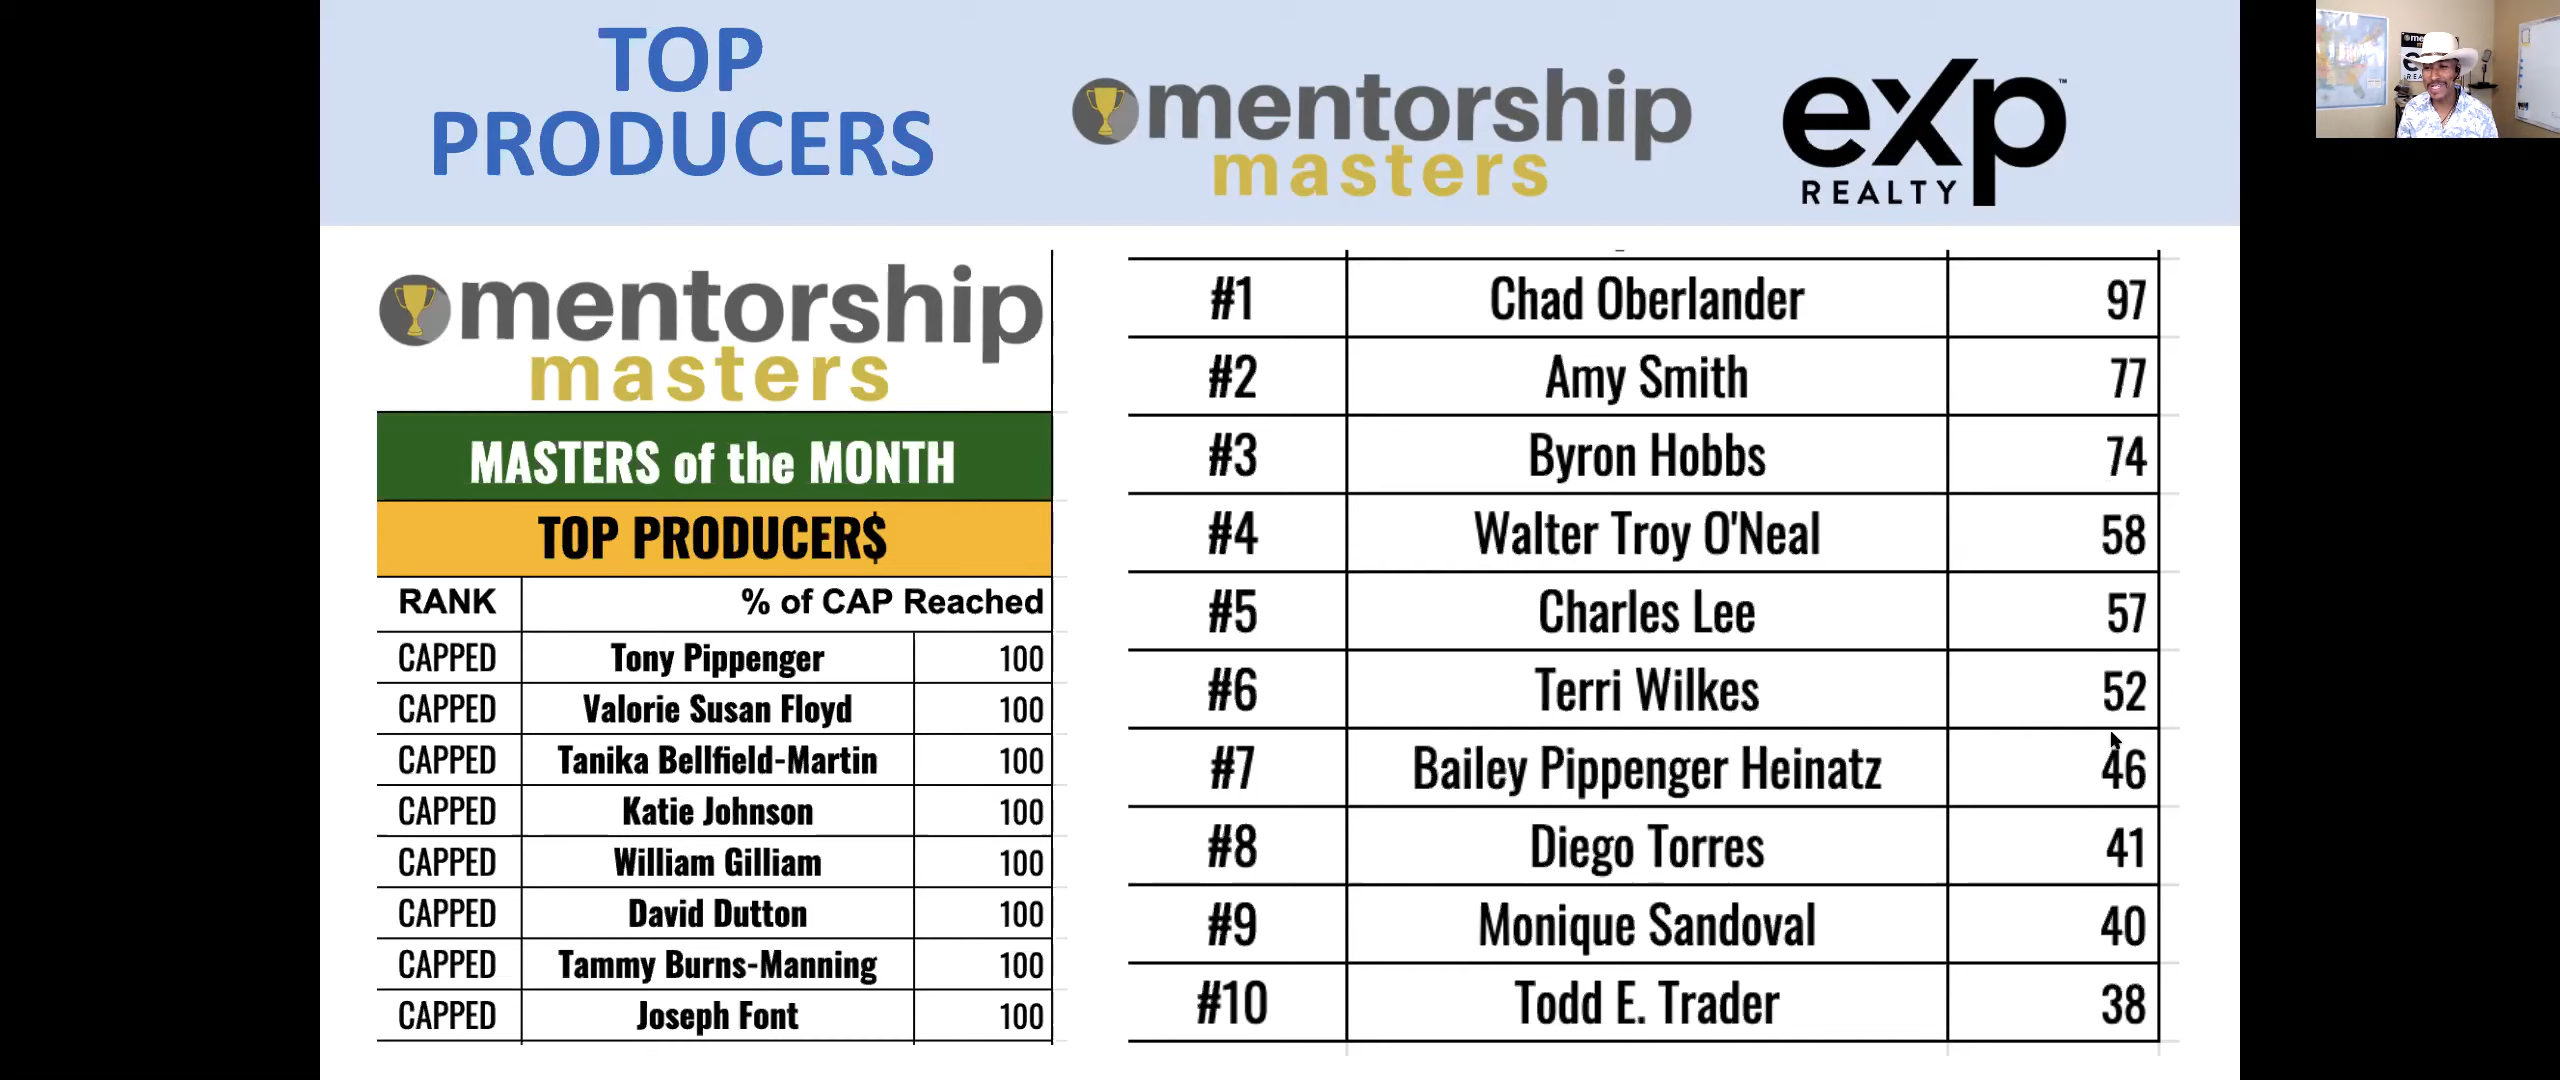 TOP
PRODUCERS
mentorship
masters
eXp™
REALTY
mentorship
masters
MASTERS of the MONTH
TOP PRODUCER$
RANK % of CAP Reached
CAPPED Tony Pippenger 100
CAPPED Valorie Susan Floyd 100
CAPPED Tanika Bellfield-Martin 100
CAPPED Katie Johnson 100
CAPPED William Gilliam 100
CAPPED David Dutton 100
CAPPED Tammy Burns-Manning 100
CAPPED Joseph Font 100
#1 Chad Oberlander 97
#2 Amy Smith 77
#3 Byron Hobbs 74
#4 Walter Troy O'Neal 58
#5 Charles Lee 57
#6 Terri Wilkes 52
#7 Bailey Pippenger Heinatz 46
#8 Diego Torres 41
#9 Monique Sandoval 40
#10 Todd E. Trader 38